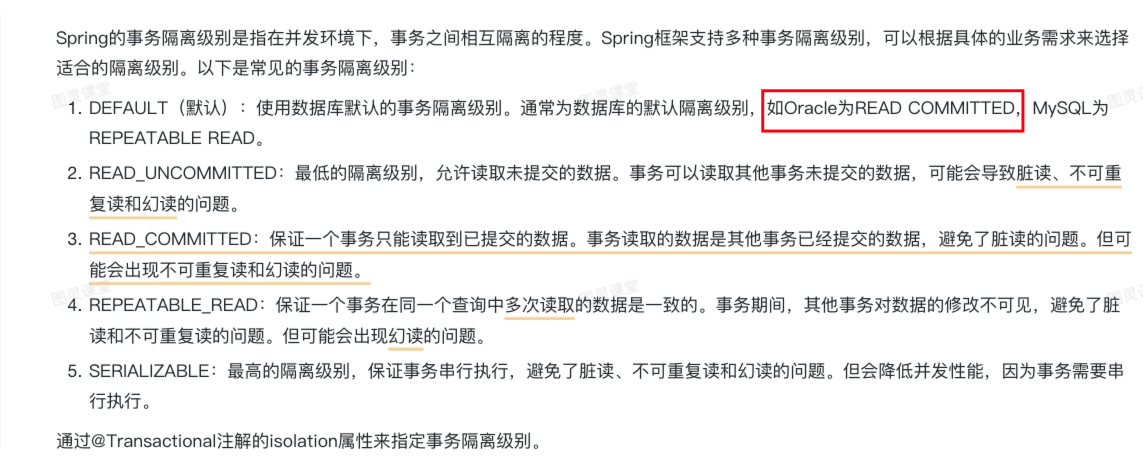 Spring的事务隔离级别是指在并发环境下，事务之间相互隔离的程度。Spring框架支持多种事务隔离级别，可以根据具体的业务需求来选择
适合的隔离级别。以下是常见的事务隔离级别：
1. DEFAULT（默认）：使用数据库默认的事务隔离级别。通常为数据库的默认隔离级别，如Oracle为READ COMMITTED，MySQL为
REPEATABLE READ。
2. READ_UNCOMMITTED：最低的隔离级别，允许读取未提交的数据。事务可以读取其他事务未提交的数据，可能会导致脏读、不可重
复读和幻读的问题。
3. READ_COMMITTED：保证一个事务只能读取到已提交的数据。事务读取的数据是其他事务已经提交的数据，避免了脏读的问题。但可
能会出现不可重复读和幻读的问题。
4. REPEATABLE_READ：保证一个事务在同一个查询中多次读取的数据是一致的。事务期间，其他事务对数据的修改不可见，避免了脏
读和不可重复读的问题。但可能会出现幻读的问题。
5. SERIALIZABLE：最高的隔离级别，保证事务串行执行，避免了脏读、不可重复读和幻读的问题。但会降低并发性能，因为事务需要串
行执行。
通过@Transactional注解的isolation属性来指定事务隔离级别。